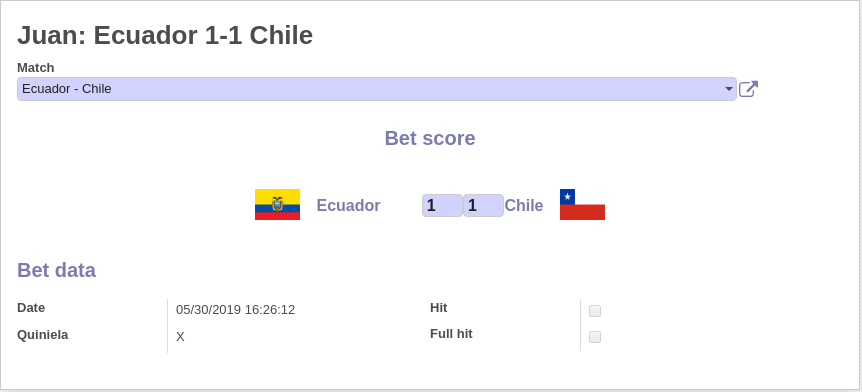 Juan: Ecuador 1-1 Chile
Match
Ecuador - Chile
Bet score
Ecuador 1 1 Chile
Bet data
Date 05/30/2019 16:26:12 Hit
Quiniela X Full hit